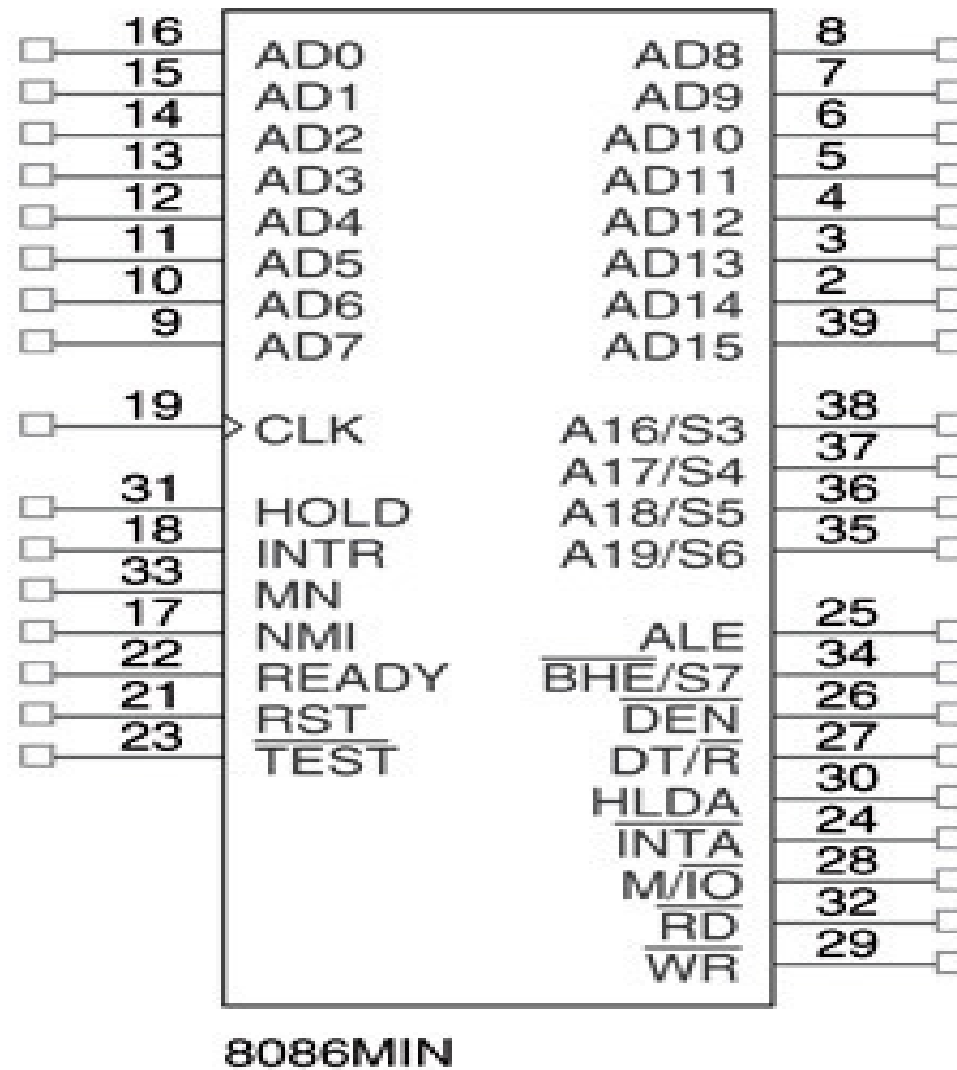 16 AD0 AD8 8
15 AD1 AD9 7
14 AD2 AD10 6
13 AD3 AD11 5
12 AD4 AD12 4
11 AD5 AD13 3
10 AD6 AD14 2
9 AD7 AD15 39
19 CLK A16/S3 38
A17/S4 37
31 HOLD A18/S5 36
18 INTR A19/S6 35
33 MN
17 NMI ALE 25
22 READY BHE/S7 34
21 RST DEN 26
23 TEST DT/R 27
HLDA 30
INTA 24
M/IO 28
RD 32
WR 29
8086MIN